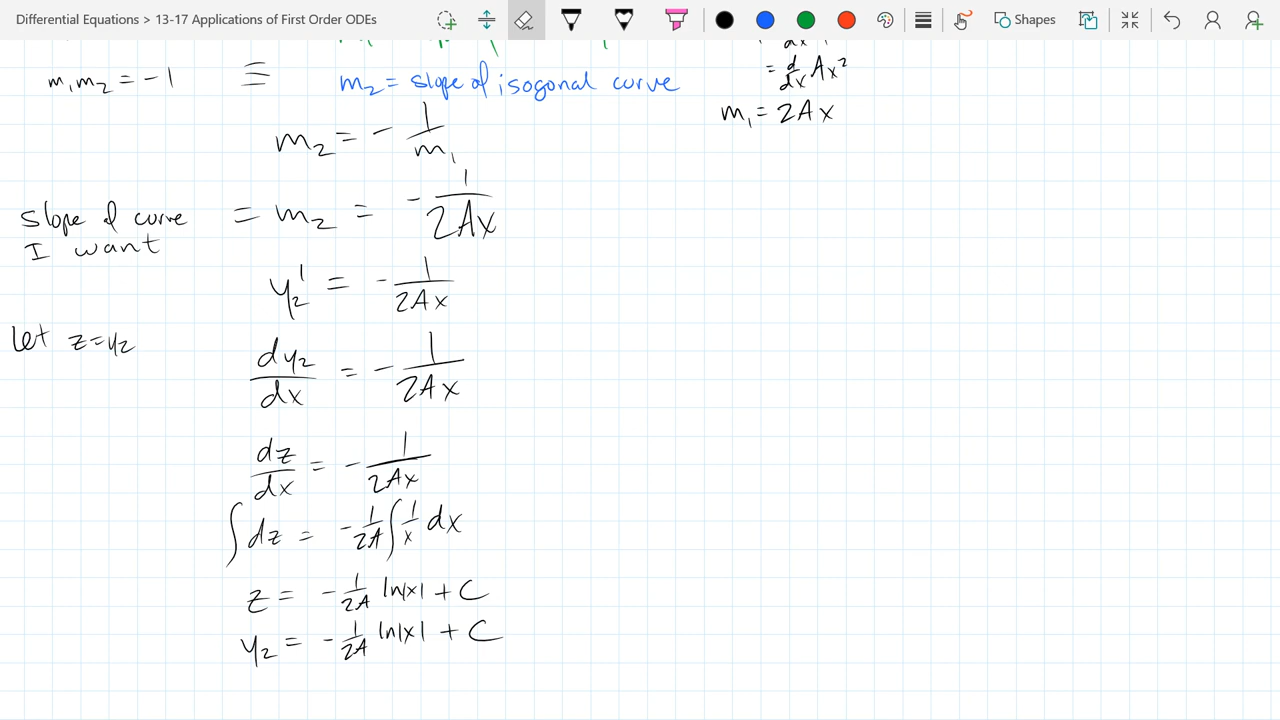 Differential Equations > 13-17 Applications of First Order ODEs
Shapes
m₁m₂ = -1 ≡ m₂ = slope of isogonal curve
= d/dx Ax²
m₁ = 2Ax
m₂ = - 1/m₁
slope of curve I want = m₂ = - 1/2Ax
y₂' = - 1/2Ax
let z = y₂
dy₂/dx = - 1/2Ax
dz/dx = - 1/2Ax
∫ dz = - 1/2A ∫ 1/x dx
z = - 1/2A ln|x| + C
y₂ = - 1/2A ln|x| + C